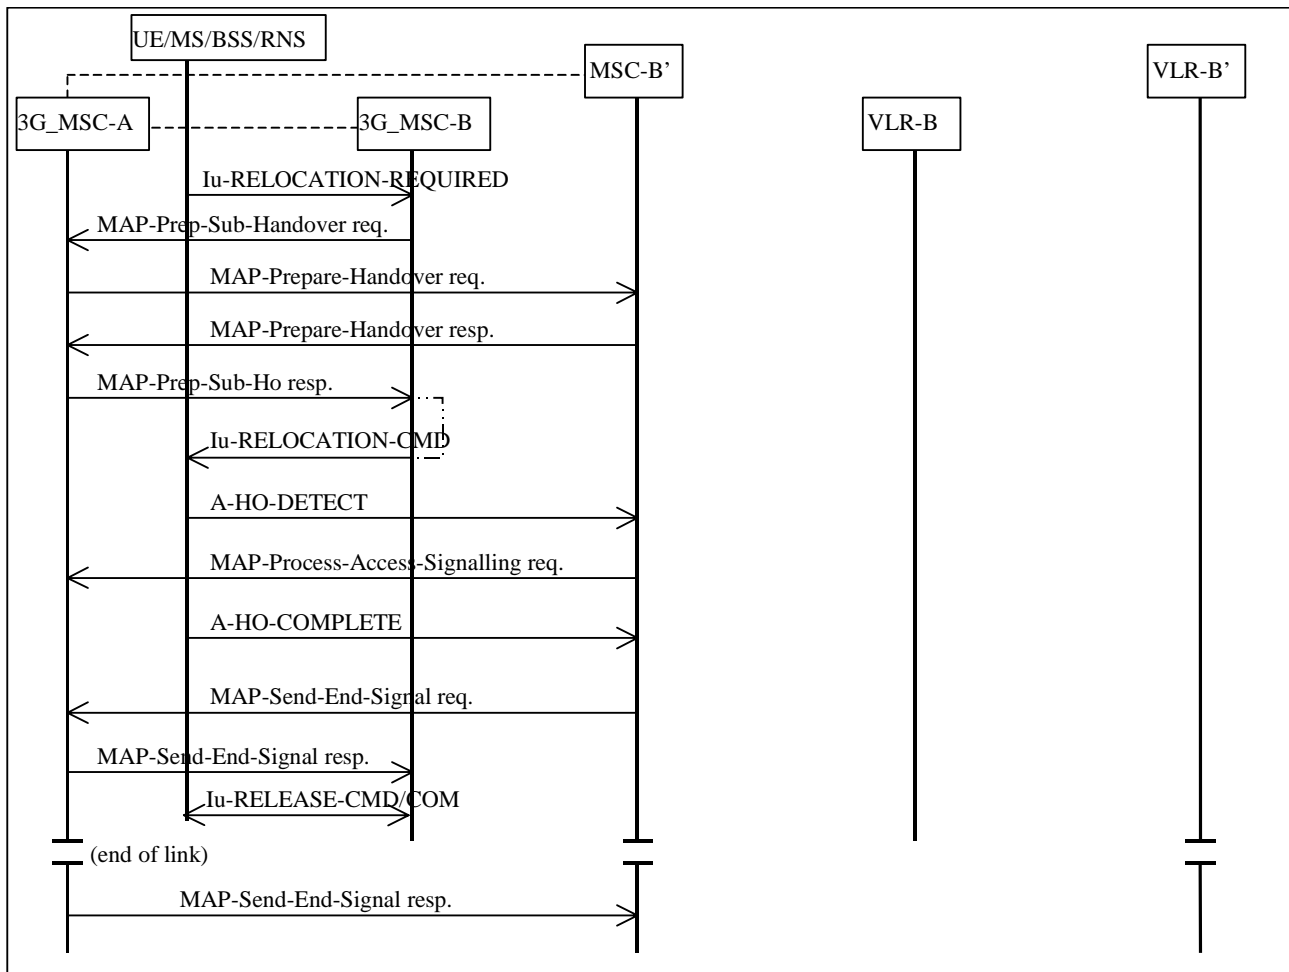 UE/MS/BSS/RNS
MSC-B’
VLR-B’
3G_MSC-A
3G_MSC-B
VLR-B
Iu-RELOCATION-REQUIRED
MAP-Prep-Sub-Handover req.
MAP-Prepare-Handover req.
MAP-Prepare-Handover resp.
MAP-Prep-Sub-Ho resp.
Iu-RELOCATION-CMD
A-HO-DETECT
MAP-Process-Access-Signalling req.
A-HO-COMPLETE
MAP-Send-End-Signal req.
MAP-Send-End-Signal resp.
Iu-RELEASE-CMD/COM
(end of link)
MAP-Send-End-Signal resp.